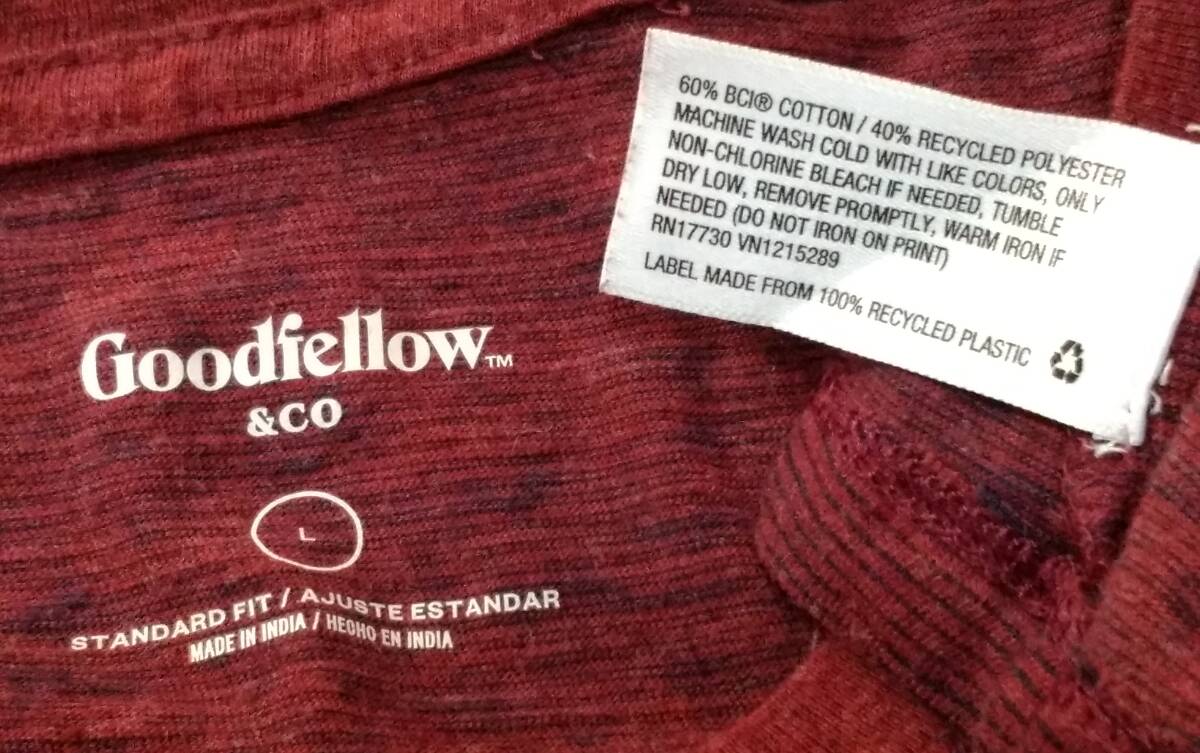 Goodfellow™
&CO
L
STANDARD FIT / AJUSTE ESTANDAR
MADE IN INDIA / HECHO EN INDIA
60% BCI® COTTON / 40% RECYCLED POLYESTER
MACHINE WASH COLD WITH LIKE COLORS, ONLY
NON-CHLORINE BLEACH IF NEEDED, TUMBLE
DRY LOW, REMOVE PROMPTLY, WARM IRON IF
NEEDED (DO NOT IRON ON PRINT)
RN17730 VN1215289
LABEL MADE FROM 100% RECYCLED PLASTIC